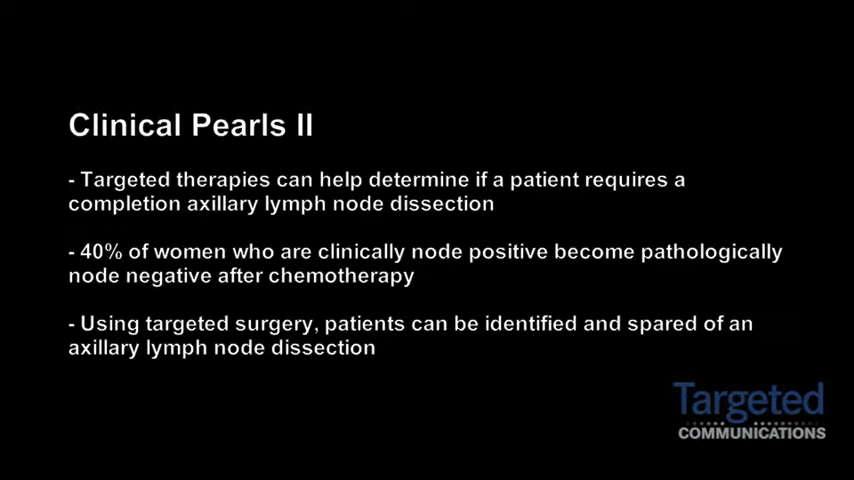 Clinical Pearls II
- Targeted therapies can help determine if a patient requires a
completion axillary lymph node dissection
- 40% of women who are clinically node positive become pathologically
node negative after chemotherapy
- Using targeted surgery, patients can be identified and spared of an
axillary lymph node dissection
Targeted
COMMUNICATIONS